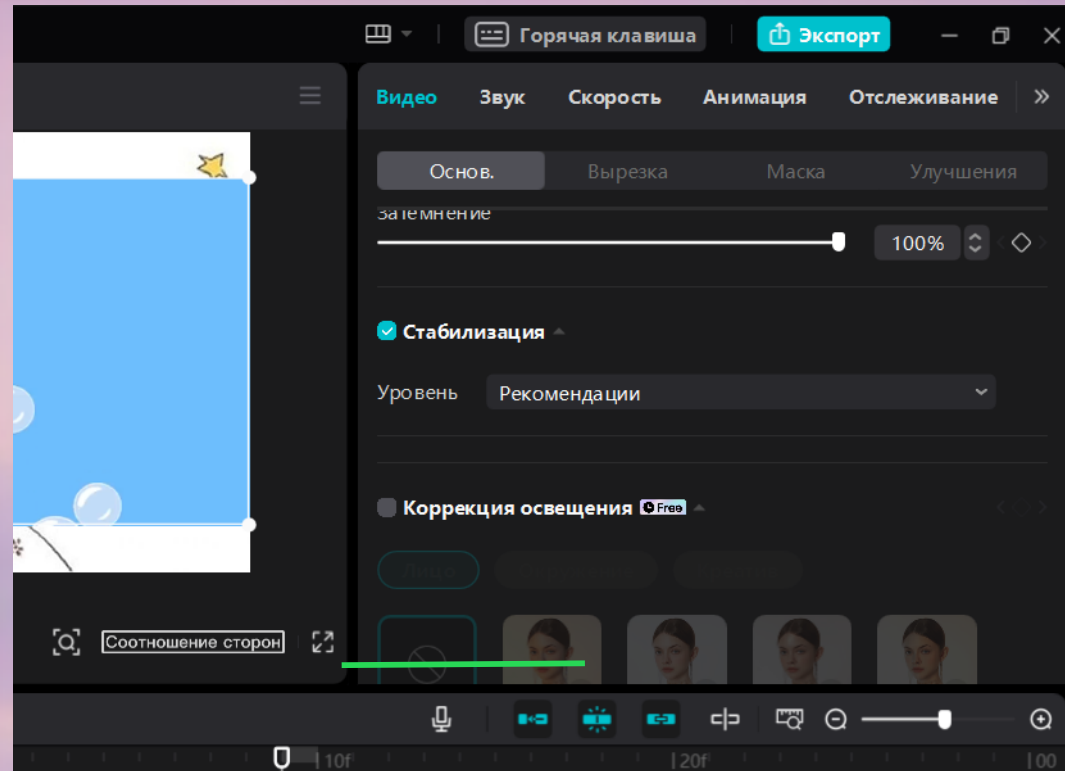 Горячая клавиша
Экспорт
Видео Звук Скорость Анимация Отслеживание
Основ. Вырезка Маска Улучшения
Затемнение
100%
Стабилизация
Уровень Рекомендации
Коррекция освещения Free
Соотношение сторон
10f 20f 00